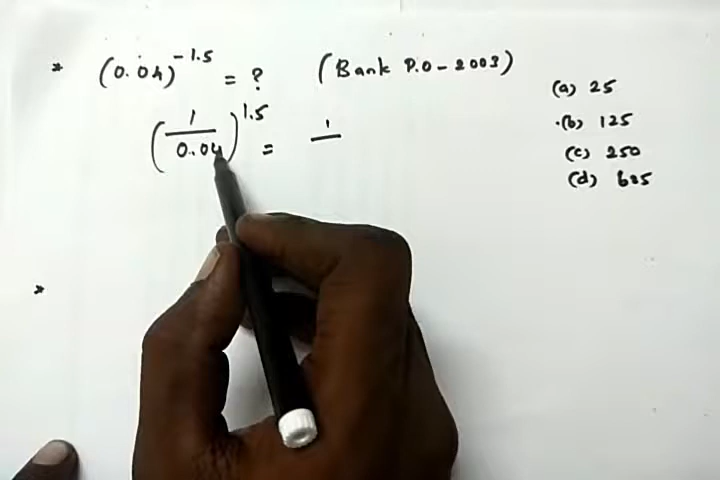 * (0.04)^-1.5 = ? (Bank P.O - 2003)
(1/0.04)^1.5 = 1/
(a) 25
(b) 125
(c) 250
(d) 625
*